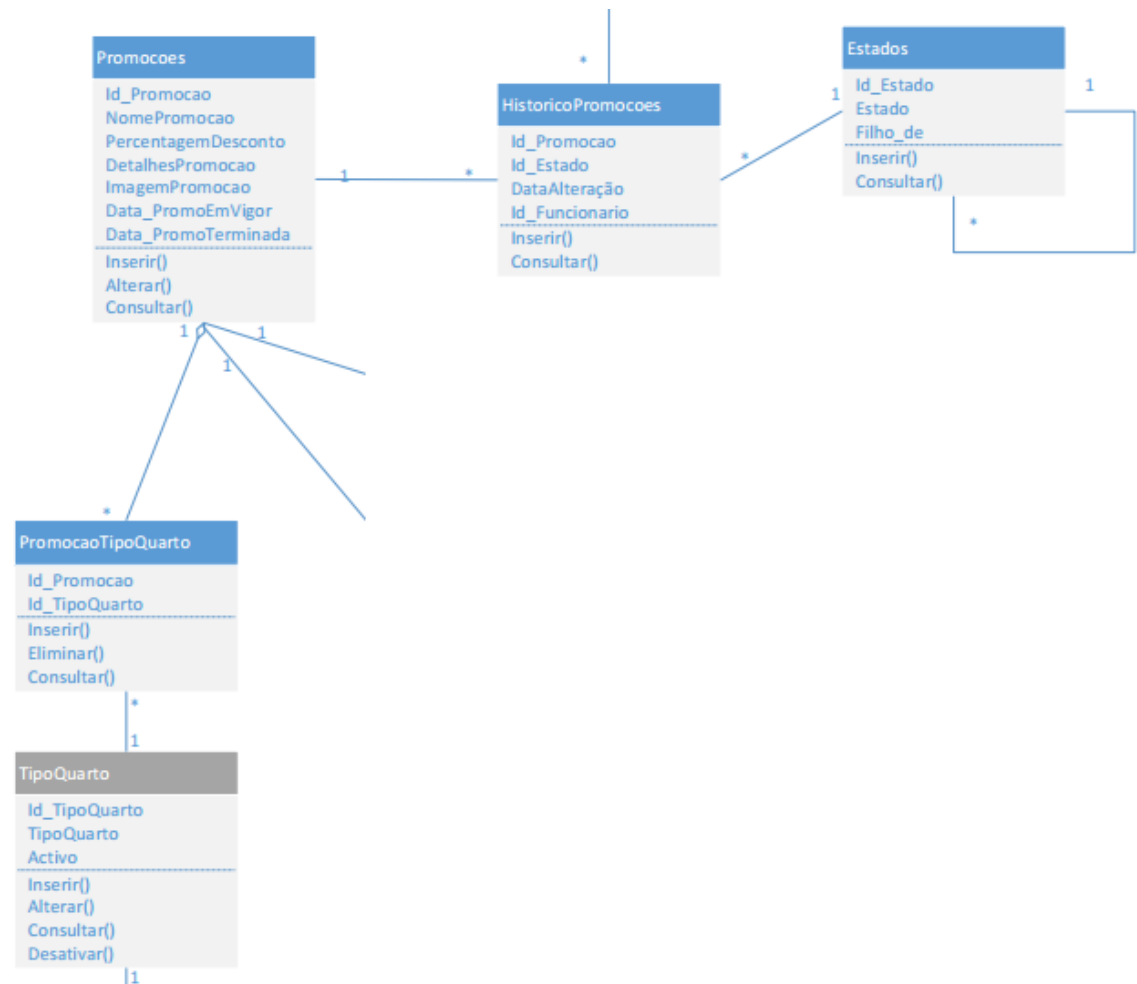 Promocoes
Id_Promocao
NomePromocao
PercentagemDesconto
DetalhesPromocao
ImagemPromocao
Data_PromoEmVigor
Data_PromoTerminada
Inserir()
Alterar()
Consultar()
1
*
*
HistoricoPromocoes
Id_Promocao
Id_Estado
DataAlteração
Id_Funcionario
Inserir()
Consultar()
*
1
Estados
Id_Estado
Estado
Filho_de
Inserir()
Consultar()
1
*
1
1
1
*
PromocaoTipoQuarto
Id_Promocao
Id_TipoQuarto
Inserir()
Eliminar()
Consultar()
*
1
TipoQuarto
Id_TipoQuarto
TipoQuarto
Activo
Inserir()
Alterar()
Consultar()
Desativar()
1